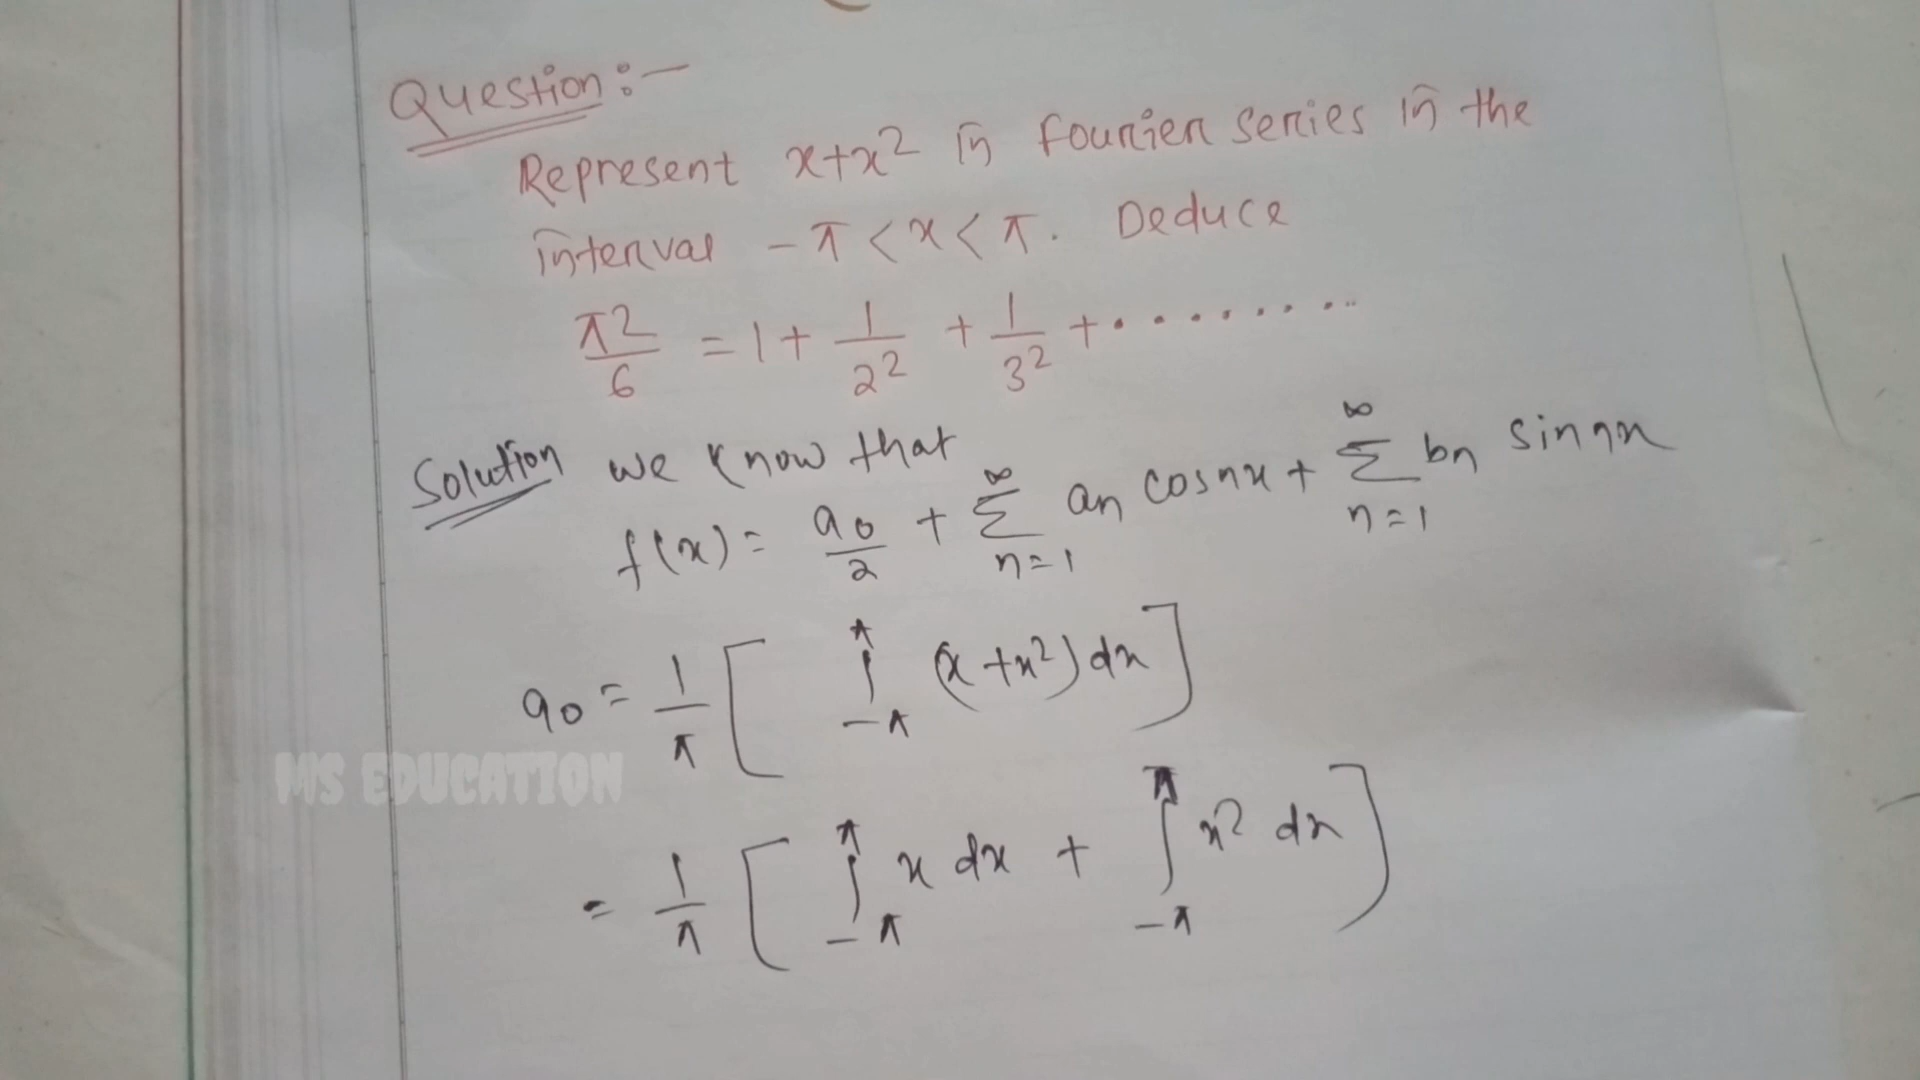 Question :-
Represent x+x² in fourier series in the
interval -π < x < π. Deduce
π²/6 = 1 + 1/2² + 1/3² + ...........
Solution we know that
f(x) = a₀/2 + ∞Σn=1 an cosnx + ∞Σn=1 bn sinnx
a₀ = 1/π [ ∫_{-π}^{π} (x+x²) dx ]
= 1/π [ ∫_{-π}^{π} x dx + ∫_{-π}^{π} x² dx ]
MS EDUCATION